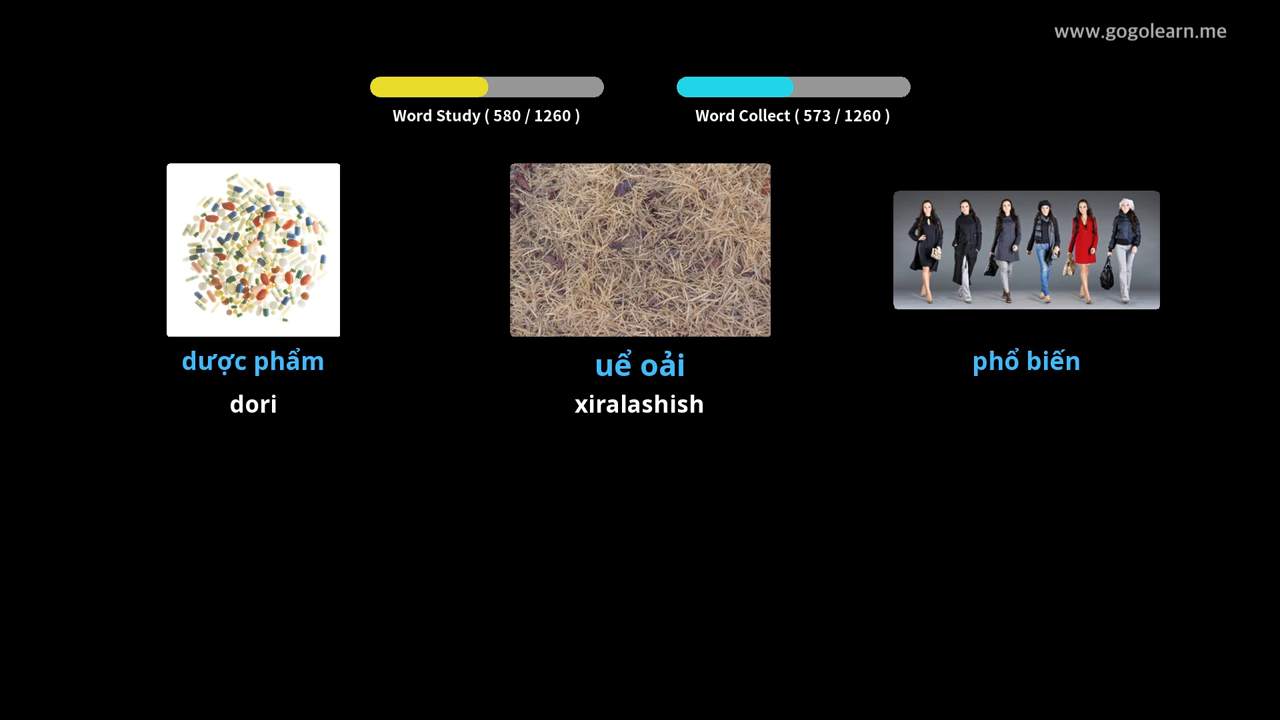 www.gogolearn.me
Word Study ( 580 / 1260 )
Word Collect ( 573 / 1260 )
dược phẩm
uể oải
phổ biến
dori
xiralashish